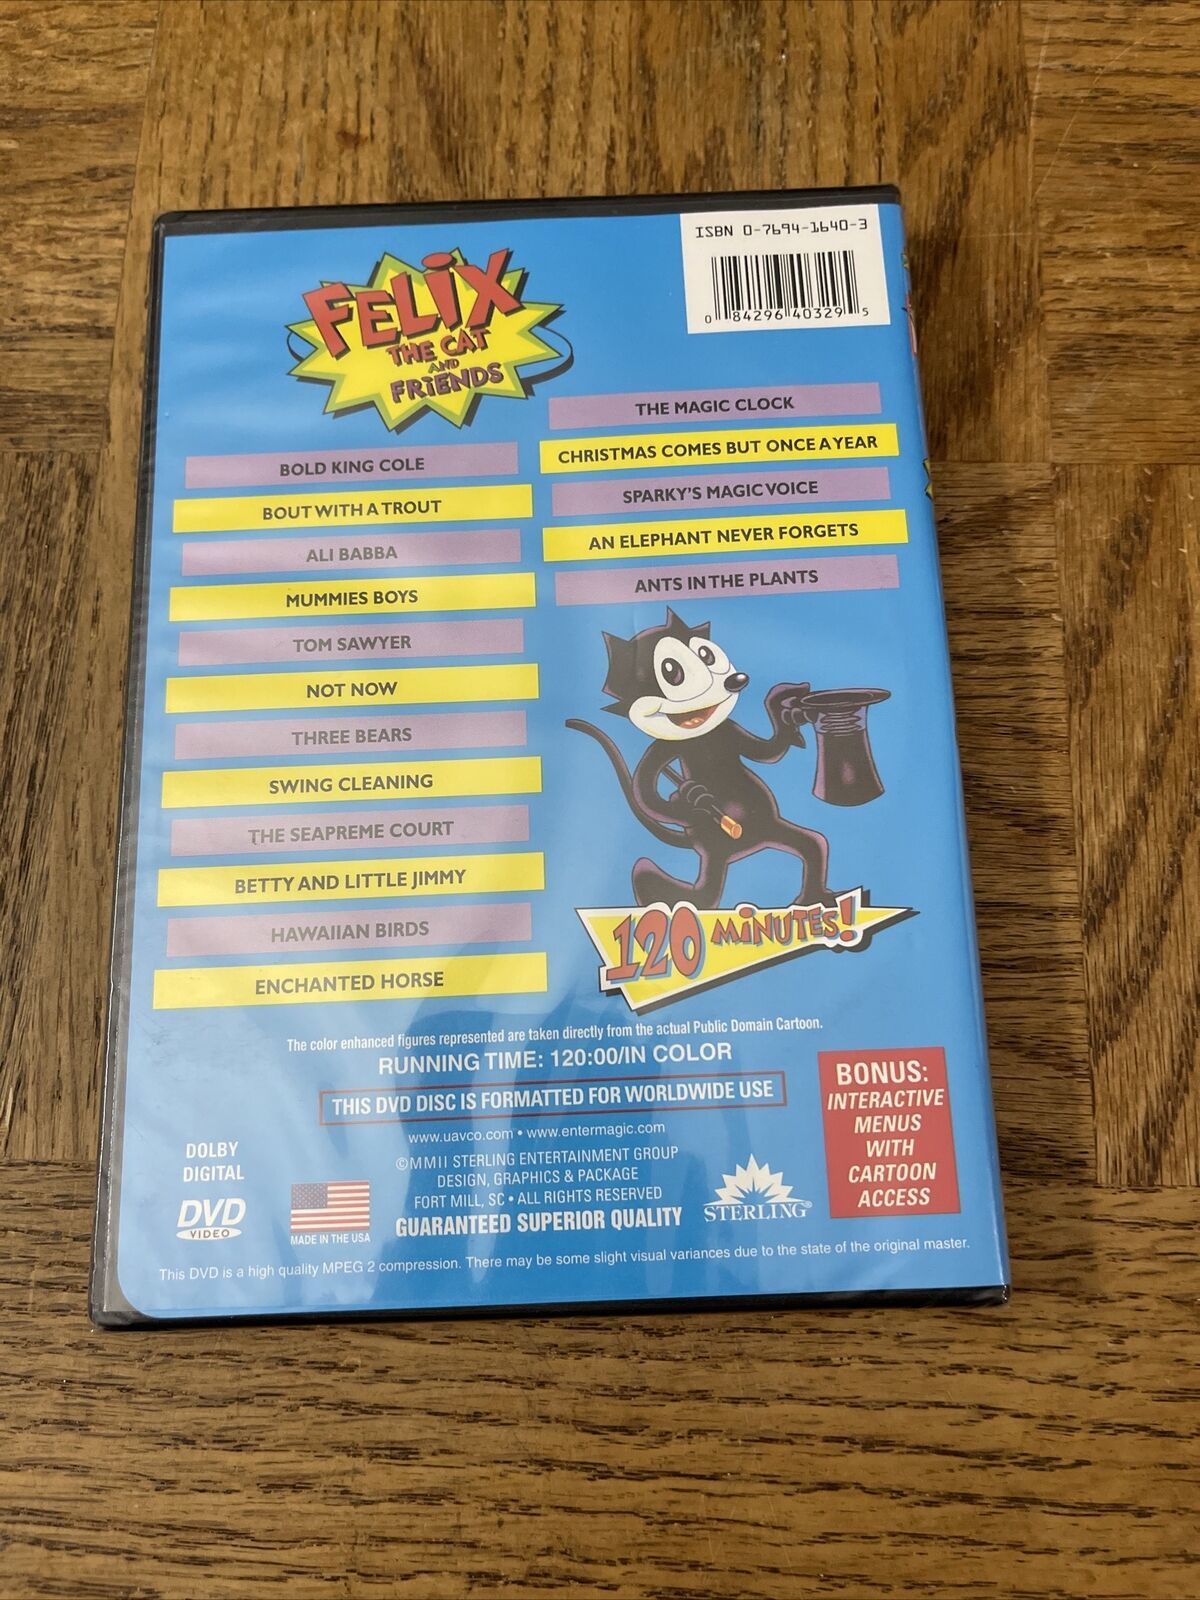 ISBN 0-7694-1640-3
0 84296 40329 5
FELIX
THE CAT
AND
FRIENDS
BOLD KING COLE
BOUT WITH A TROUT
ALI BABBA
MUMMIES BOYS
TOM SAWYER
NOT NOW
THREE BEARS
SWING CLEANING
THE SEAPREME COURT
BETTY AND LITTLE JIMMY
HAWAIIAN BIRDS
ENCHANTED HORSE
THE MAGIC CLOCK
CHRISTMAS COMES BUT ONCE A YEAR
SPARKY'S MAGIC VOICE
AN ELEPHANT NEVER FORGETS
ANTS IN THE PLANTS
120 MINUTES!
The color enhanced figures represented are taken directly from the actual Public Domain Cartoon.
RUNNING TIME: 120:00/IN COLOR
THIS DVD DISC IS FORMATTED FOR WORLDWIDE USE
www.uavco.com • www.entermagic.com
©MMII STERLING ENTERTAINMENT GROUP
DESIGN, GRAPHICS & PACKAGE
FORT MILL, SC • ALL RIGHTS RESERVED
GUARANTEED SUPERIOR QUALITY
DOLBY
DIGITAL
DVD
VIDEO
MADE IN THE USA
STERLING®
BONUS:
INTERACTIVE
MENUS
WITH
CARTOON
ACCESS
This DVD is a high quality MPEG 2 compression. There may be some slight visual variances due to the state of the original master.